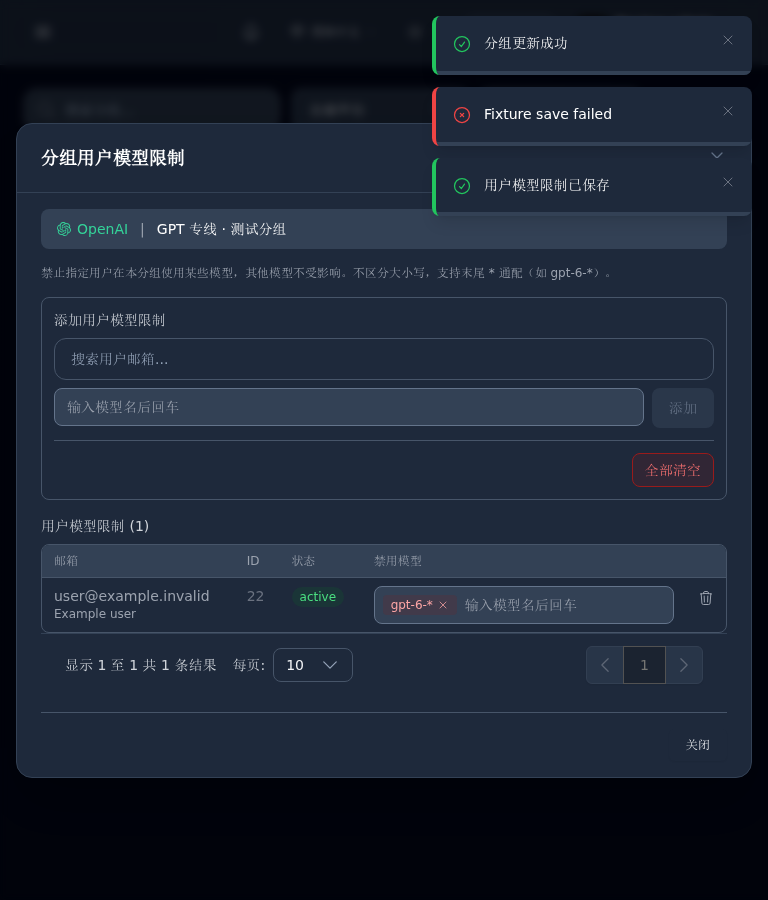 分组更新成功
Fixture save failed
用户模型限制已保存
分组用户模型限制
OpenAI | GPT 专线 · 测试分组
禁止指定用户在本分组使用某些模型，其他模型不受影响。不区分大小写，支持末尾 * 通配（如 gpt-6-*）。
添加用户模型限制
搜索用户邮箱...
输入模型名后回车 添加
全部清空
用户模型限制 (1)
邮箱 ID 状态 禁用模型
user@example.invalid 22 active gpt-6-* × 输入模型名后回车
Example user
显示 1 至 1 共 1 条结果 每页: 10 1
关闭